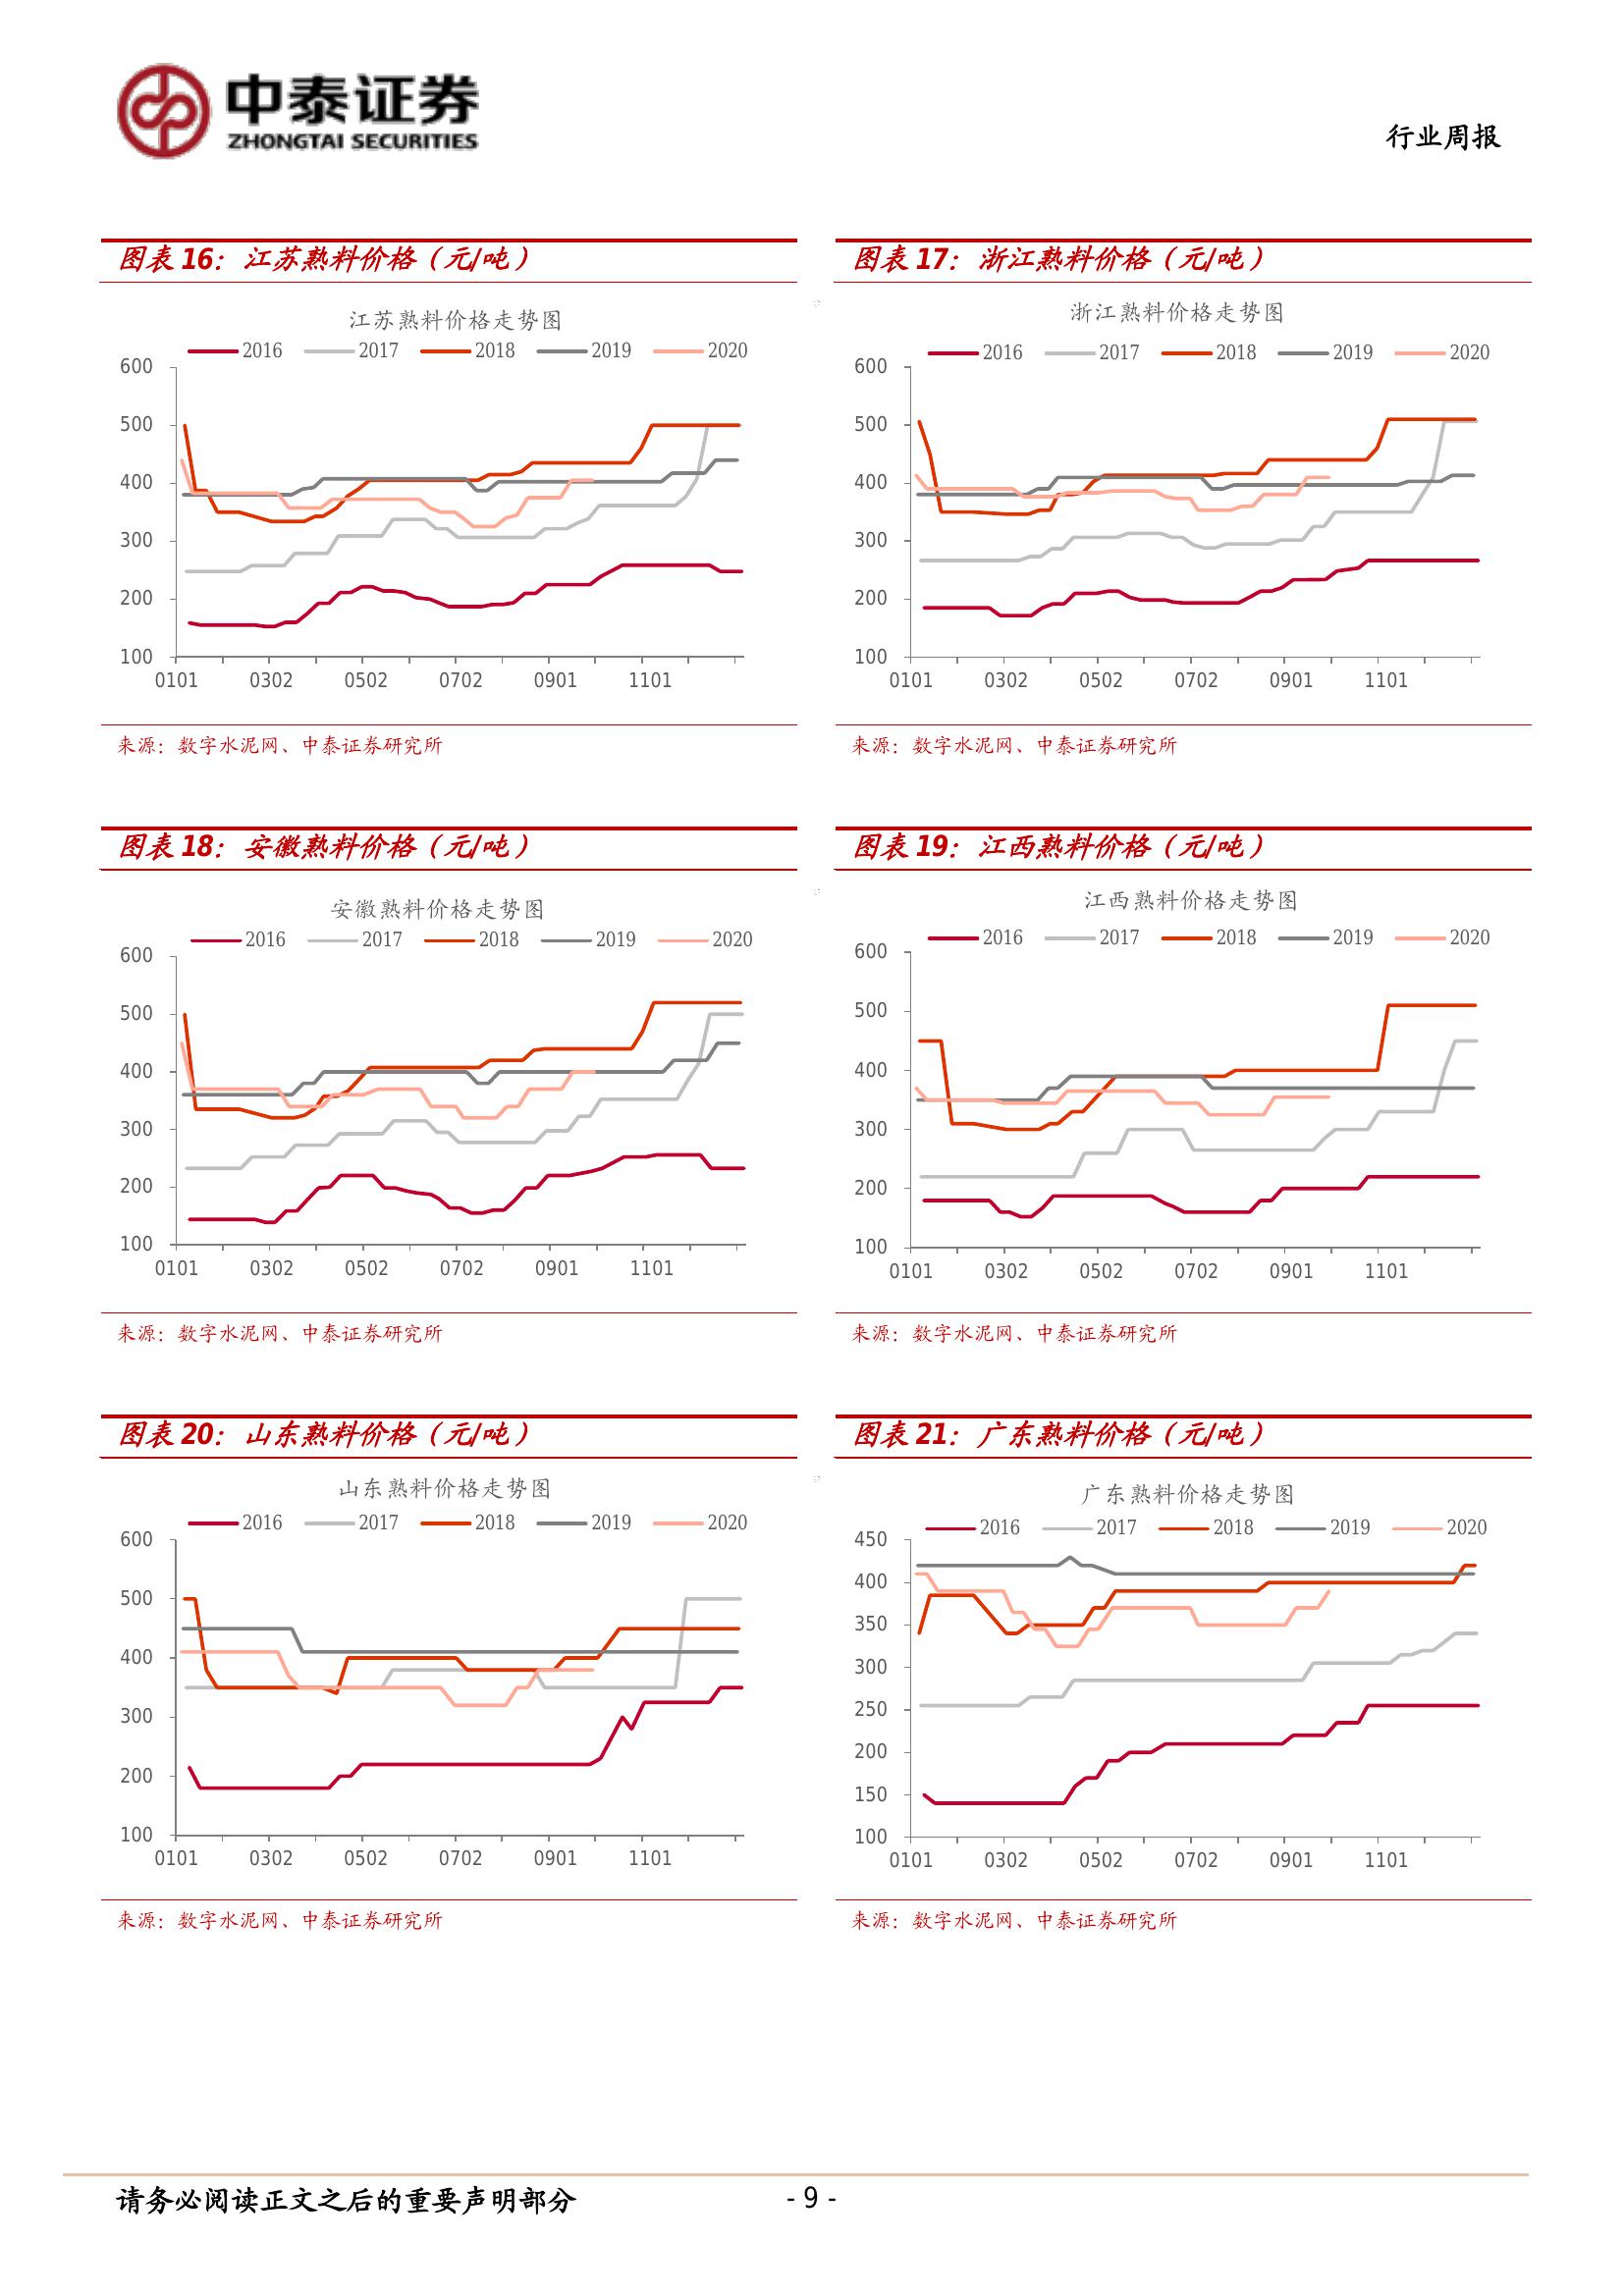 中泰证券
ZHONGTAI SECURITIES
行业周报
图表 16：江苏熟料价格（元/吨）
江苏熟料价格走势图
2016 2017 2018 2019 2020
600
500
400
300
200
100
0101 0302 0502 0702 0901 1101
来源：数字水泥网、中泰证券研究所
图表 17：浙江熟料价格（元/吨）
浙江熟料价格走势图
2016 2017 2018 2019 2020
600
500
400
300
200
100
0101 0302 0502 0702 0901 1101
来源：数字水泥网、中泰证券研究所
图表 18：安徽熟料价格（元/吨）
安徽熟料价格走势图
2016 2017 2018 2019 2020
600
500
400
300
200
100
0101 0302 0502 0702 0901 1101
来源：数字水泥网、中泰证券研究所
图表 19：江西熟料价格（元/吨）
江西熟料价格走势图
2016 2017 2018 2019 2020
600
500
400
300
200
100
0101 0302 0502 0702 0901 1101
来源：数字水泥网、中泰证券研究所
图表 20：山东熟料价格（元/吨）
山东熟料价格走势图
2016 2017 2018 2019 2020
600
500
400
300
200
100
0101 0302 0502 0702 0901 1101
来源：数字水泥网、中泰证券研究所
图表 21：广东熟料价格（元/吨）
广东熟料价格走势图
2016 2017 2018 2019 2020
450
400
350
300
250
200
150
100
0101 0302 0502 0702 0901 1101
来源：数字水泥网、中泰证券研究所
请务必阅读正文之后的重要声明部分
- 9 -